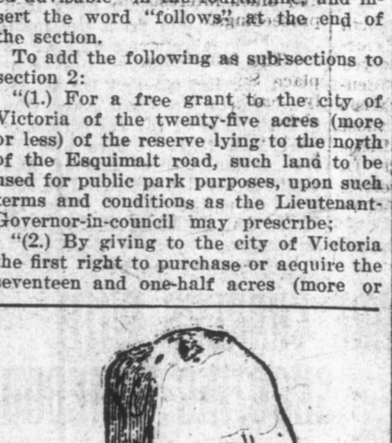 sert the word "follows" at the end of
the section.
To add the following as sub-sections to
section 2:
"(1.) For a free grant to the city of
Victoria of the twenty-five acres (more
or less) of the reserve lying to the north
of the Esquimalt road, such land to be
used for public park purposes, upon such
terms and conditions as the Lieutenant-
Governor-in-council may prescribe;
"(2.) By giving to the city of Victoria
the first right to purchase or acquire the
seventeen and one-half acres (more or